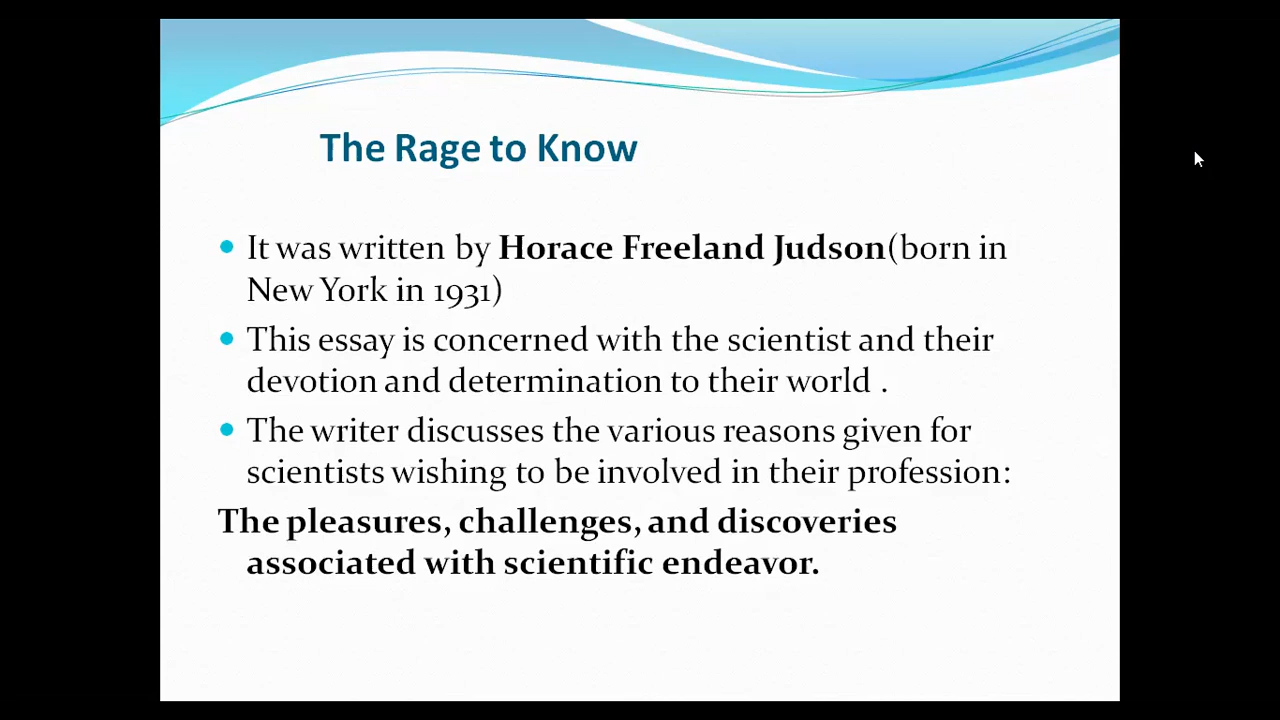 The Rage to Know
It was written by Horace Freeland Judson(born in
New York in 1931)
This essay is concerned with the scientist and their
devotion and determination to their world .
The writer discusses the various reasons given for
scientists wishing to be involved in their profession:
The pleasures, challenges, and discoveries
associated with scientific endeavor.